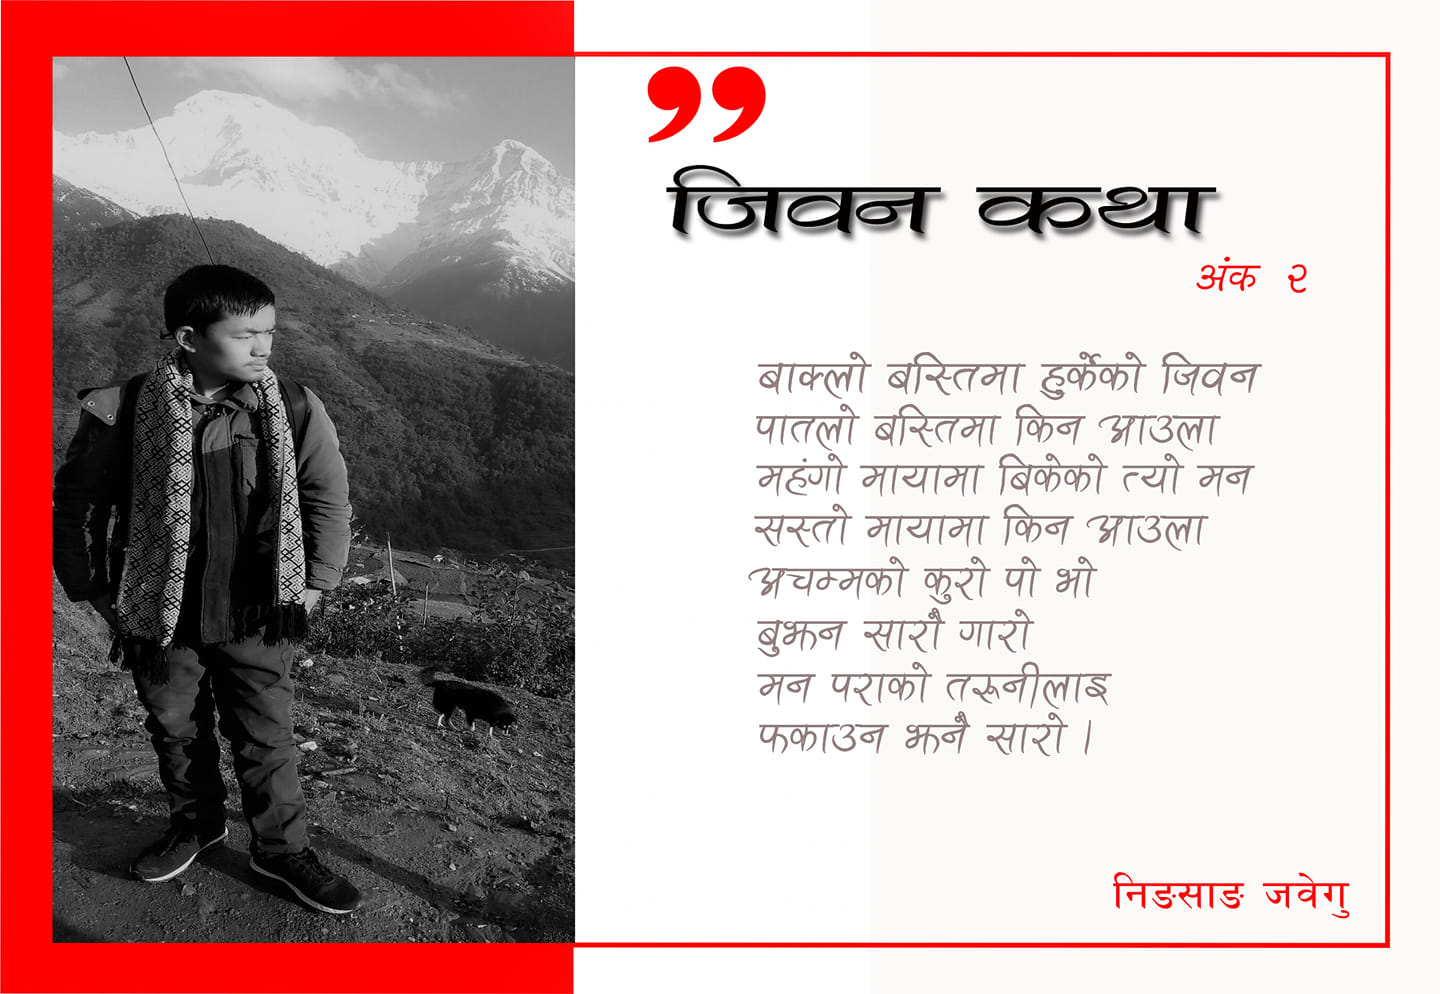 ”
जिवन कथा
अंक २
बाक्लो बस्तिमा हुर्केको जिवन
पातलो बस्तिमा किन आउला
महंगो मायामा बिकेको त्यो मन
सस्तो मायामा किन आउला
अचम्मको कुरो पो भो
बुझन सारौ गारो
मन पराको तरूनीलाइ
फकाउन झनै सारो ।
निङसाङ जवेगु